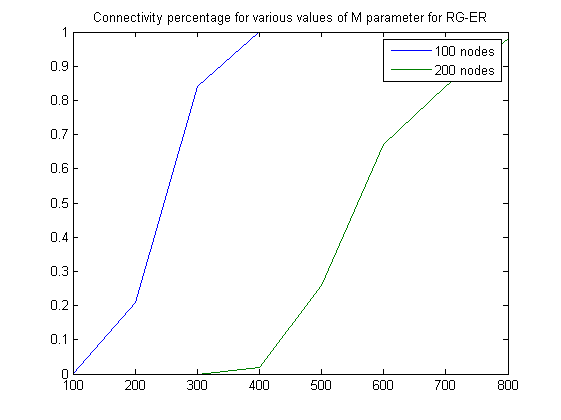 Connectivity percentage for various values of M parameter for RG-ER
100 nodes
200 nodes
1
0.9
0.8
0.7
0.6
0.5
0.4
0.3
0.2
0.1
0
100 200 300 400 500 600 700 800